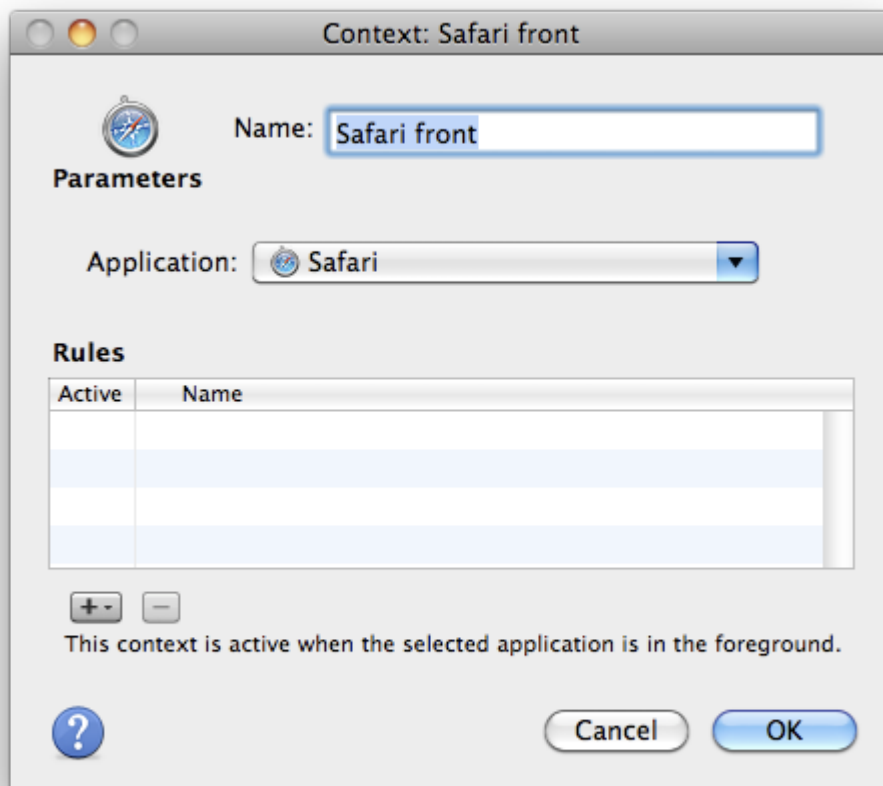 Context: Safari front
Name: Safari front
Parameters
Application: Safari
Rules
Active Name
+ −
This context is active when the selected application is in the foreground.
? Cancel OK